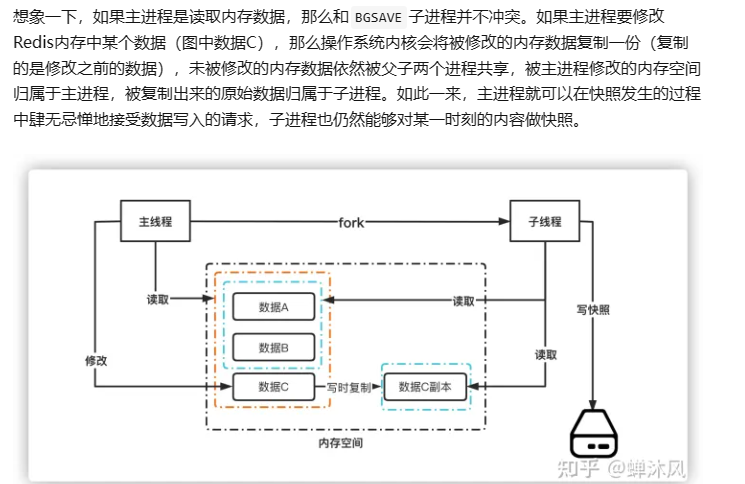 想象一下，如果主进程是读取内存数据，那么和 BGSAVE 子进程并不冲突。如果主进程要修改
Redis内存中某个数据（图中数据C），那么操作系统内核会将被修改的内存数据复制一份（复制
的是修改之前的数据），未被修改的内存数据依然被父子两个进程共享，被主进程修改的内存空间
归属于主进程，被复制出来的原始数据归属于子进程。如此一来，主进程就可以在快照发生的过程
中肆无忌惮地接受数据写入的请求，子进程也仍然能够对某一时刻的内容做快照。
主线程
fork
子线程
读取
数据A
读取
写快照
数据B
读取
修改
数据C
写时复制
数据C副本
内存空间
知乎 @蝉沐风